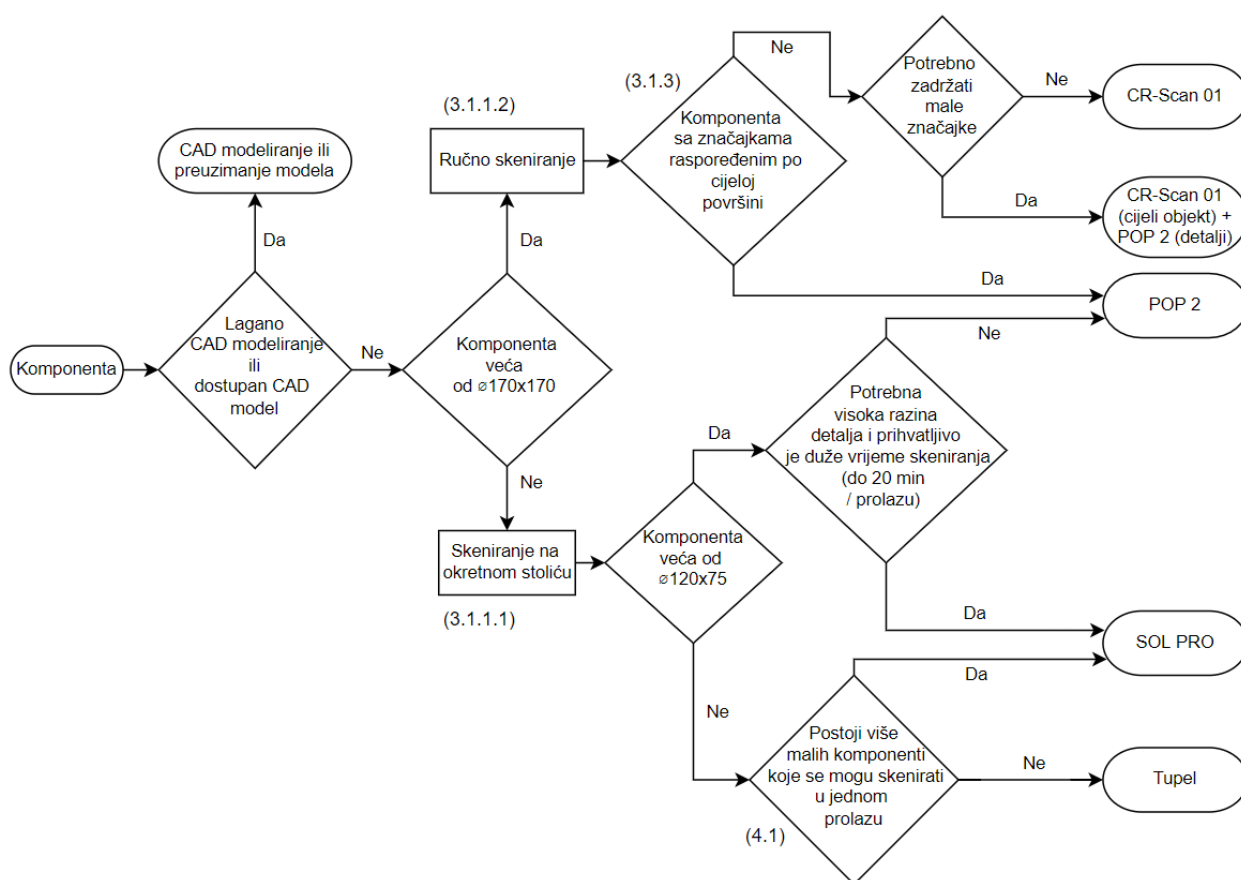 Komponenta
Lagano
CAD modeliranje
ili
dostupan CAD
model
Da
CAD modeliranje ili
preuzimanje modela
Ne
Komponenta
veća
od ⌀170x170
Da
(3.1.1.2)
Ručno skeniranje
(3.1.3)
Komponenta
sa značajkama
raspoređenim po
cijeloj
površini
Ne
Potrebno
zadržati
male
značajke
Ne
CR-Scan 01
Da
CR-Scan 01
(cijeli objekt) +
POP 2 (detalji)
Da
POP 2
Ne
Ne
Skeniranje na
okretnom stoliću
(3.1.1.1)
Komponenta
veća od
⌀120x75
Da
Potrebna
visoka razina
detalja i prihvatljivo
je duže vrijeme skeniranja
(do 20 min
/ prolazu)
Da
SOL PRO
Da
Ne
Postoji više
malih komponenti
koje se mogu skenirati
u jednom
prolazu
(4.1)
Ne
Tupel